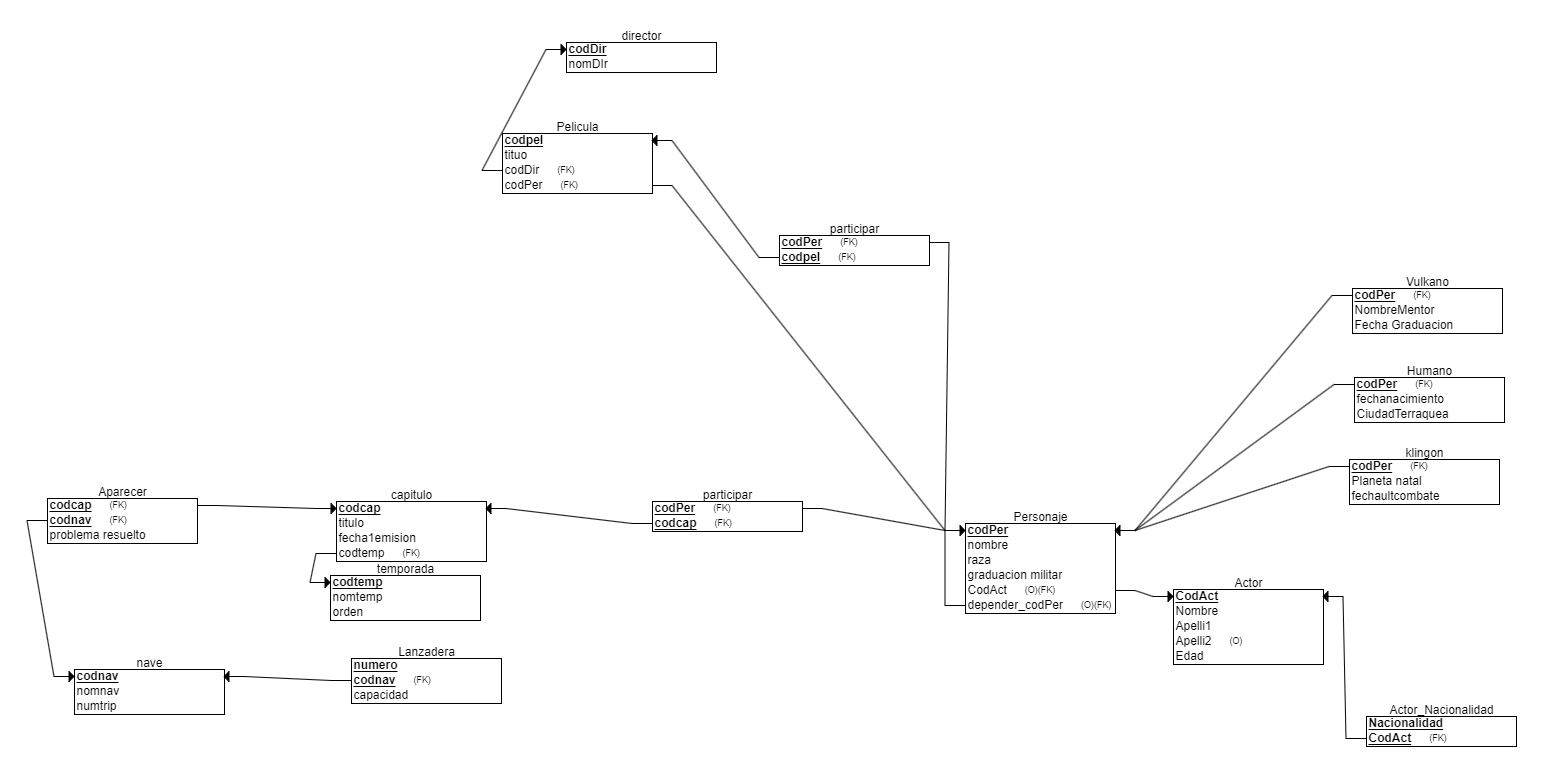 director
codDir
nomDIr
Pelicula
codpel
tituo
codDir (FK)
codPer (FK)
participar
codPer (FK)
codpel (FK)
Vulkano
codPer (FK)
NombreMentor
Fecha Graduacion
Humano
codPer (FK)
fechanacimiento
CiudadTerraquea
klingon
codPer (FK)
Planeta natal
fechaultcombate
Aparecer
codcap (FK)
codnav (FK)
problema resuelto
capitulo
codcap
titulo
fecha1emision
codtemp (FK)
temporada
codtemp
nomtemp
orden
participar
codPer (FK)
codcap (FK)
Personaje
codPer
nombre
raza
graduacion militar
CodAct (O)(FK)
depender_codPer (O)(FK)
Actor
CodAct
Nombre
Apelli1
Apelli2 (O)
Edad
nave
codnav
nomnav
numtrip
Lanzadera
numero
codnav (FK)
capacidad
Actor_Nacionalidad
Nacionalidad
CodAct (FK)